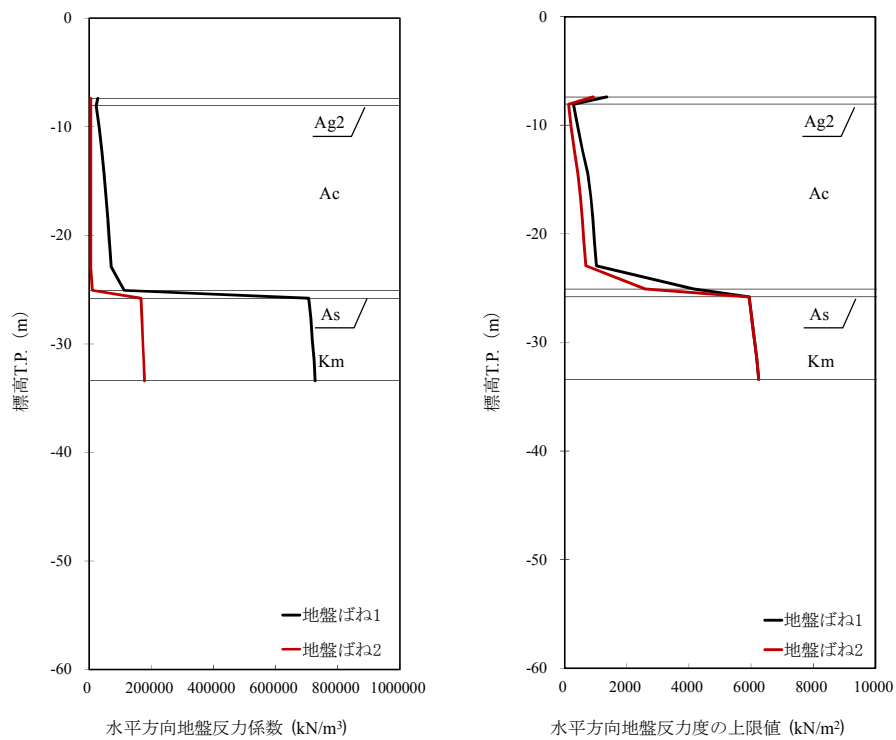 0
-10
-20
-30
-40
-50
-60
標高T.P.（m）
Ag2
Ac
As
Km
地盤ばね1
地盤ばね2
0 200000 400000 600000 800000 1000000
水平方向地盤反力係数 (kN/m³)
0
-10
-20
-30
-40
-50
-60
標高T.P.（m）
Ag2
Ac
As
Km
地盤ばね1
地盤ばね2
0 2000 4000 6000 8000 10000
水平方向地盤反力度の上限値 (kN/m²)